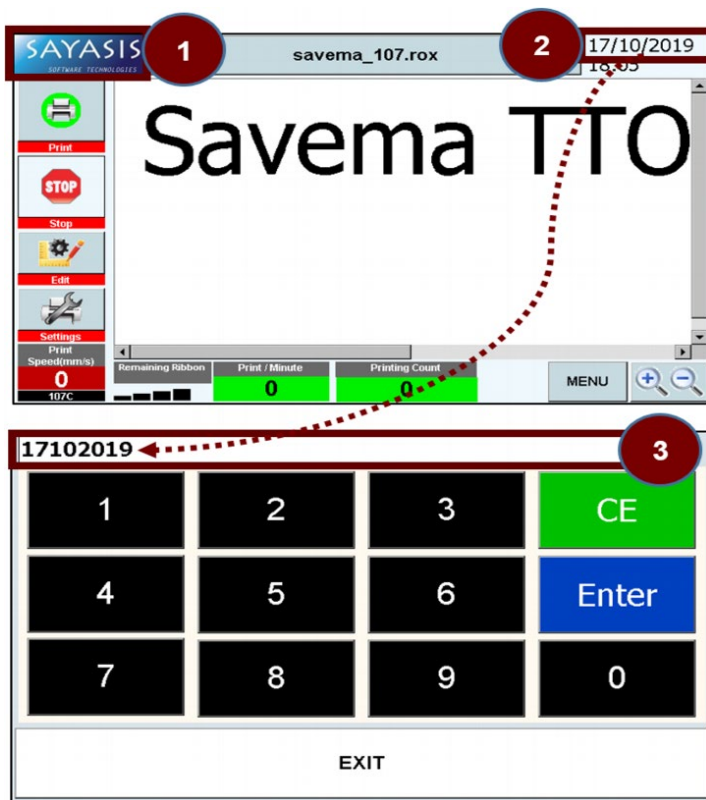 SAYASIS
SOFTWARE TECHNOLOGIES
1
savema_107.rox
2
17/10/2019
18:05
Savema TTO
Print
STOP
Stop
Edit
Settings
Print
Speed(mm/s)
0
107C
Remaining Ribbon
Print / Minute
0
Printing Count
0
MENU
17102019
3
1 2 3 CE
4 5 6 Enter
7 8 9 0
EXIT